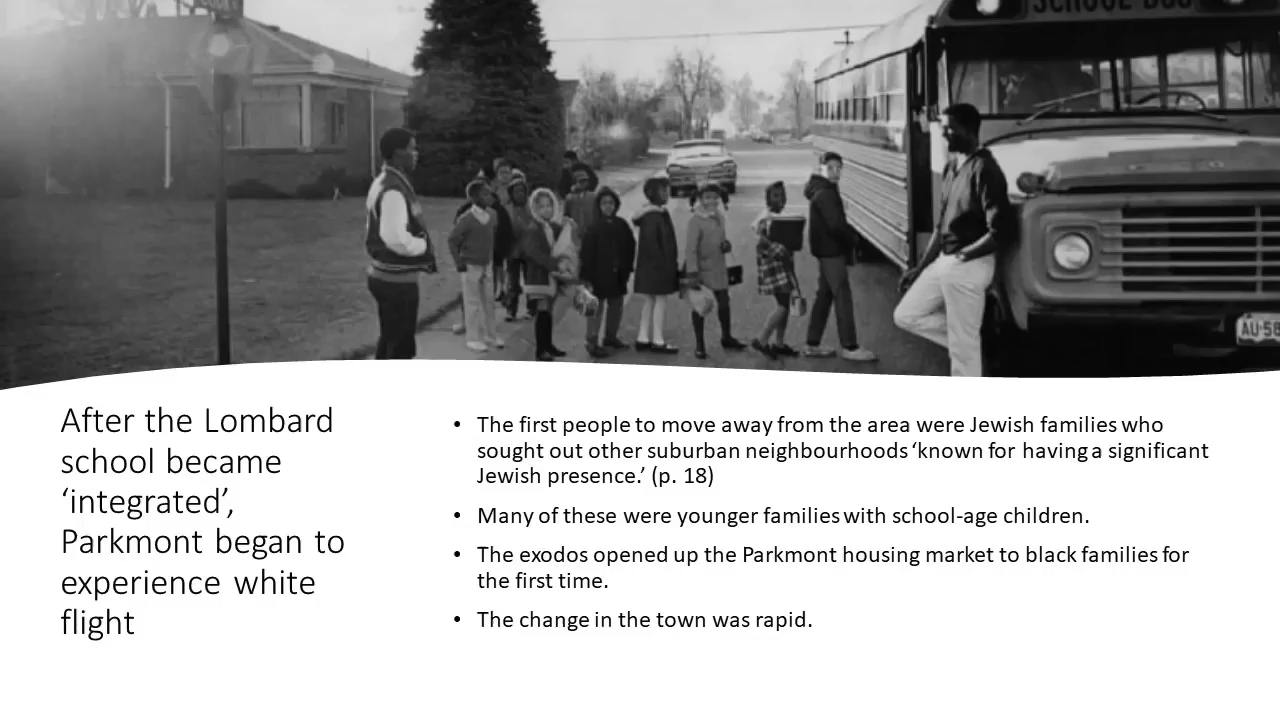 SCHOOL BUS
AU-56
After the Lombard
school became
‘integrated’,
Parkmont began to
experience white
flight
• The first people to move away from the area were Jewish families who
sought out other suburban neighbourhoods ‘known for having a significant
Jewish presence.’ (p. 18)
• Many of these were younger families with school-age children.
• The exodos opened up the Parkmont housing market to black families for
the first time.
• The change in the town was rapid.